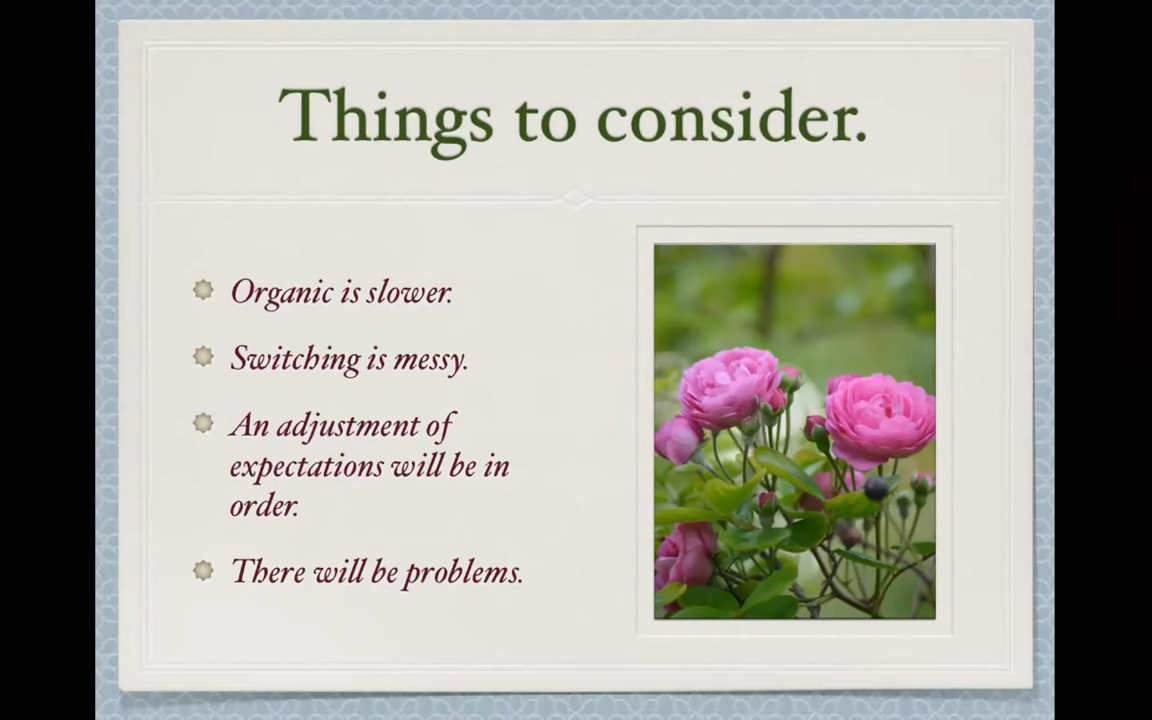 Things to consider.
Organic is slower.
Switching is messy.
An adjustment of
expectations will be in
order.
There will be problems.